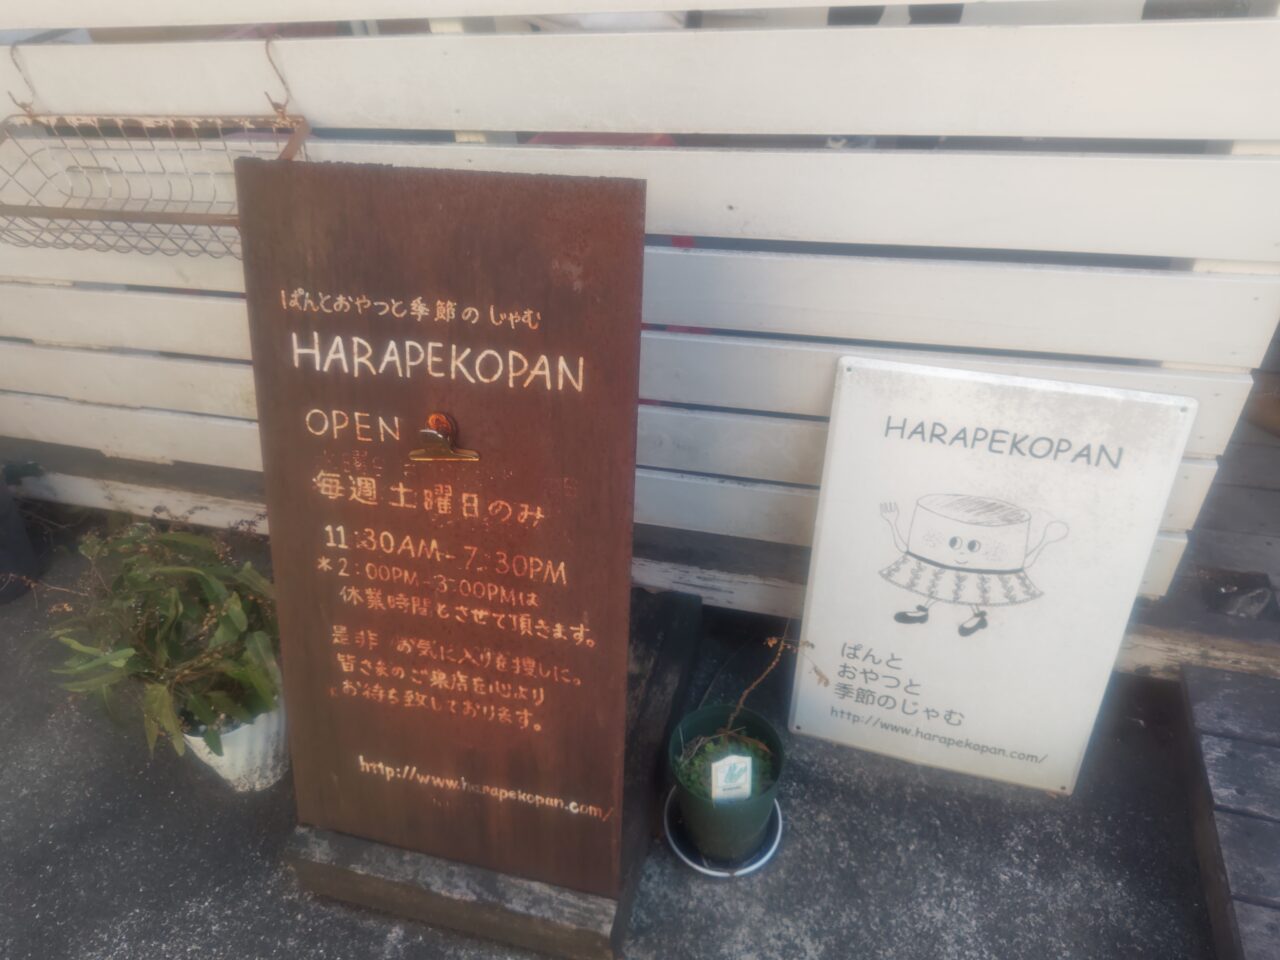 ぱんとおやつと季節のじゃむ
HARAPEKOPAN
OPEN
毎週土曜日のみ
11:30AM-7:30PM
*2:00PM-3:00PMは
休業時間とさせて頂きます。
是非 お気に入りを捜しに。
皆さまのご来店を心より
お待ち致しております。
http://www.harapekopan.com/
HARAPEKOPAN
ぱんと
おやつと
季節のじゃむ
http://www.harapekopan.com/